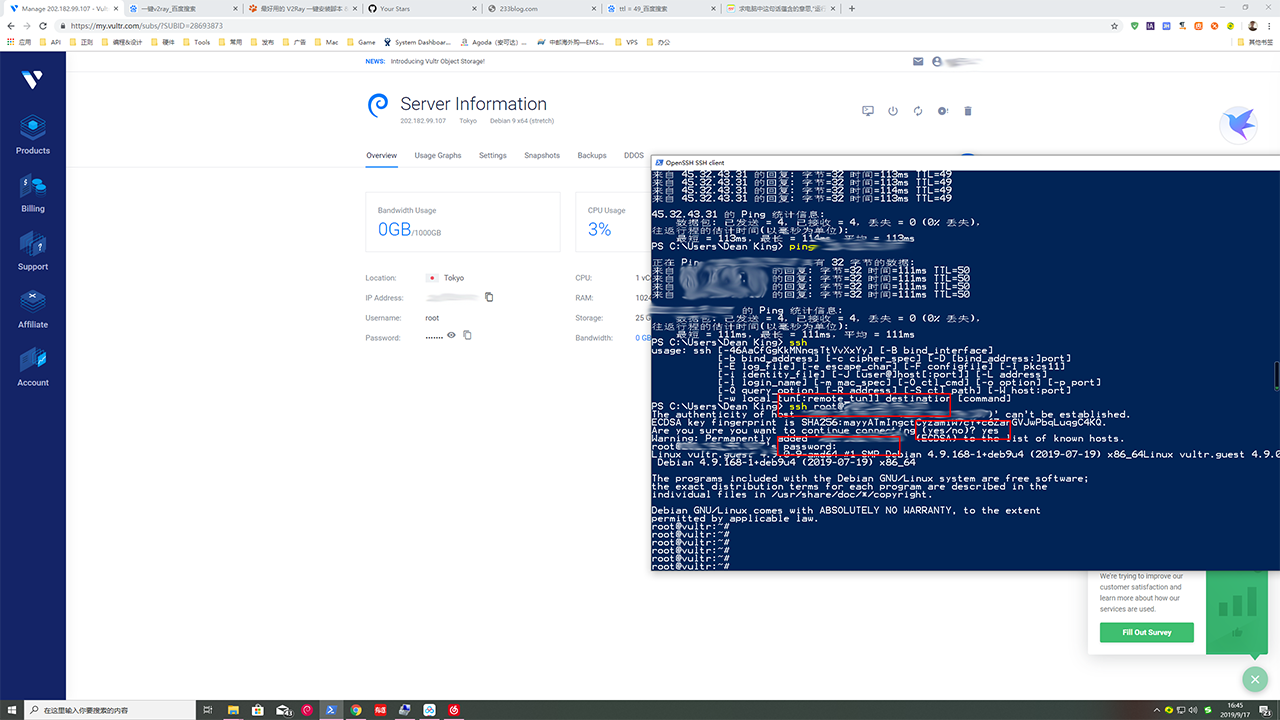 Manage 202.182.99.107 - Vultr
一键v2ray_百度搜索
最好用的 V2Ray 一键安装脚本
Your Stars
233blog.com
ttl = 49_百度搜索
https://my.vultr.com/subs/?SUBID=28693873
应用 API 正则 编程&设计 硬件 Tools 常用 发布 广告 Mac Game System Dashboar... Agoda（安可达）... 中邮海外购—EMS... VPS 办公 其他书签
NEWS: Introducing Vultr Object Storage!
Products
Billing
Support
Affiliate
Account
Server Information
202.182.99.107 Tokyo Debian 9 x64 (stretch)
Overview Usage Graphs Settings Snapshots Backups DDOS
Bandwidth Usage
0GB/1000GB
CPU Usage
3%
Location: Tokyo
IP Address:
Username: root
Password: •••••••
CPU: 1 vC
RAM: 1024
Storage: 25 G
Bandwidth: 0 GB
OpenSSH SSH client
来自 45.32.43.31 的回复: 字节=32 时间=113ms TTL=49
来自 45.32.43.31 的回复: 字节=32 时间=113ms TTL=49
来自 45.32.43.31 的回复: 字节=32 时间=114ms TTL=49
来自 45.32.43.31 的回复: 字节=32 时间=113ms TTL=49
45.32.43.31 的 Ping 统计信息:
数据包: 已发送 = 4，已接收 = 4，丢失 = 0 (0% 丢失)，
往返行程的估计时间(以毫秒为单位):
最短 = 113ms，最长 = 114ms，平均 = 113ms
PS C:\Users\Dean King> ping
正在 Ping 有 32 字节的数据:
来自 的回复: 字节=32 时间=111ms TTL=50
来自 的回复: 字节=32 时间=111ms TTL=50
来自 的回复: 字节=32 时间=111ms TTL=50
来自 的回复: 字节=32 时间=111ms TTL=50
的 Ping 统计信息:
数据包: 已发送 = 4，已接收 = 4，丢失 = 0 (0% 丢失)，
往返行程的估计时间(以毫秒为单位):
最短 = 111ms，最长 = 111ms，平均 = 111ms
PS C:\Users\Dean King> ssh
usage: ssh [-46AaCfGgKkMNnqsTtVvXxYy] [-B bind_interface]
[-b bind_address] [-c cipher_spec] [-D [bind_address:]port]
[-E log_file] [-e escape_char] [-F configfile] [-I pkcs11]
[-i identity_file] [-J [user@]host[:port]] [-L address]
[-l login_name] [-m mac_spec] [-O ctl_cmd] [-o option] [-p port]
[-Q query_option] [-R address] [-S ctl_path] [-W host:port]
[-w local_tun[:remote_tun]] destination [command]
PS C:\Users\Dean King> ssh root@
The authenticity of host )' can't be established.
ECDSA key fingerprint is
Are you sure you want to continue connecting (yes/no)? yes
Warning: Permanently added (ECDSA) to the list of known hosts.
root@ 's password:
Linux vultr.guest 4.9.0-9-amd64 #1 SMP Debian 4.9.168-1+deb9u4 (2019-07-19) x86_64Linux vultr.guest 4.9.0
Debian 4.9.168-1+deb9u4 (2019-07-19) x86_64
The programs included with the Debian GNU/Linux system are free software;
the exact distribution terms for each program are described in the
individual files in /usr/share/doc/*/copyright.
Debian GNU/Linux comes with ABSOLUTELY NO WARRANTY, to the extent
permitted by applicable law.
root@vultr:~#
root@vultr:~#
root@vultr:~#
root@vultr:~#
root@vultr:~#
root@vultr:~#
We're trying to improve our
customer satisfaction and
learn more about how our
services are used.
Fill Out Survey
在这里输入你要搜索的内容
16:45
2019/9/17